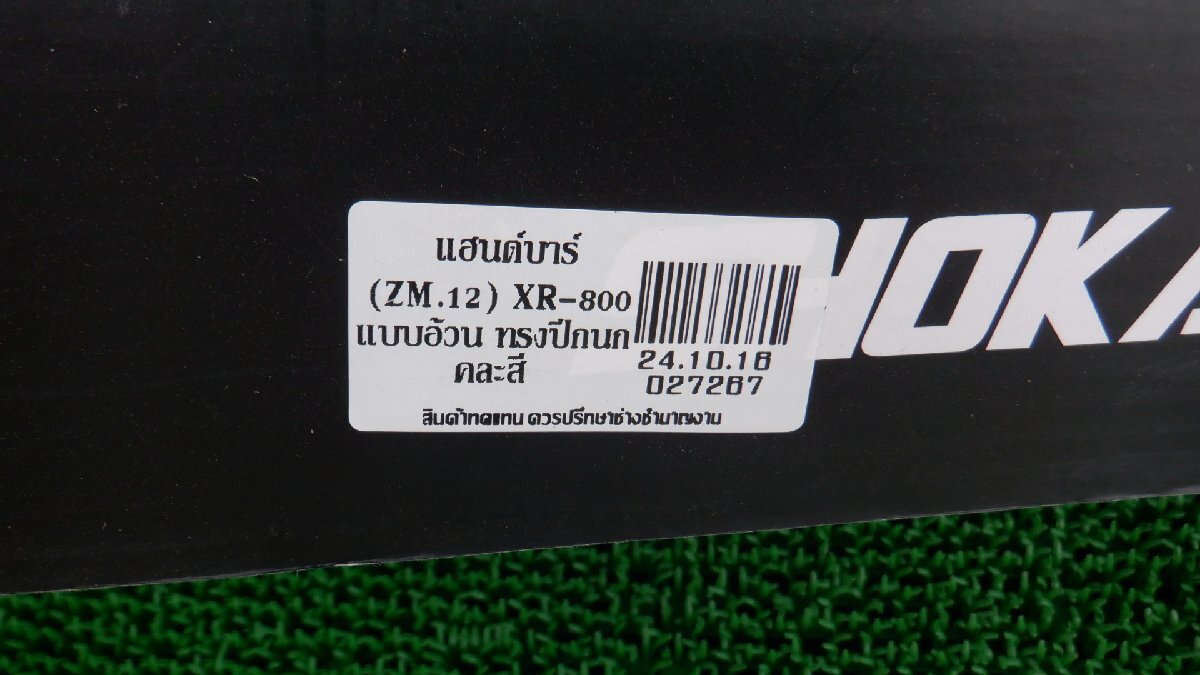 แฮนด์บาร์
(ZM.12) XR-800
แบบอ้วน ทรงปีกนก
คละสี
24.10.16
027267
สินค้าทดแทน ควรปรึกษาช่างชำนาญงาน
HOKA